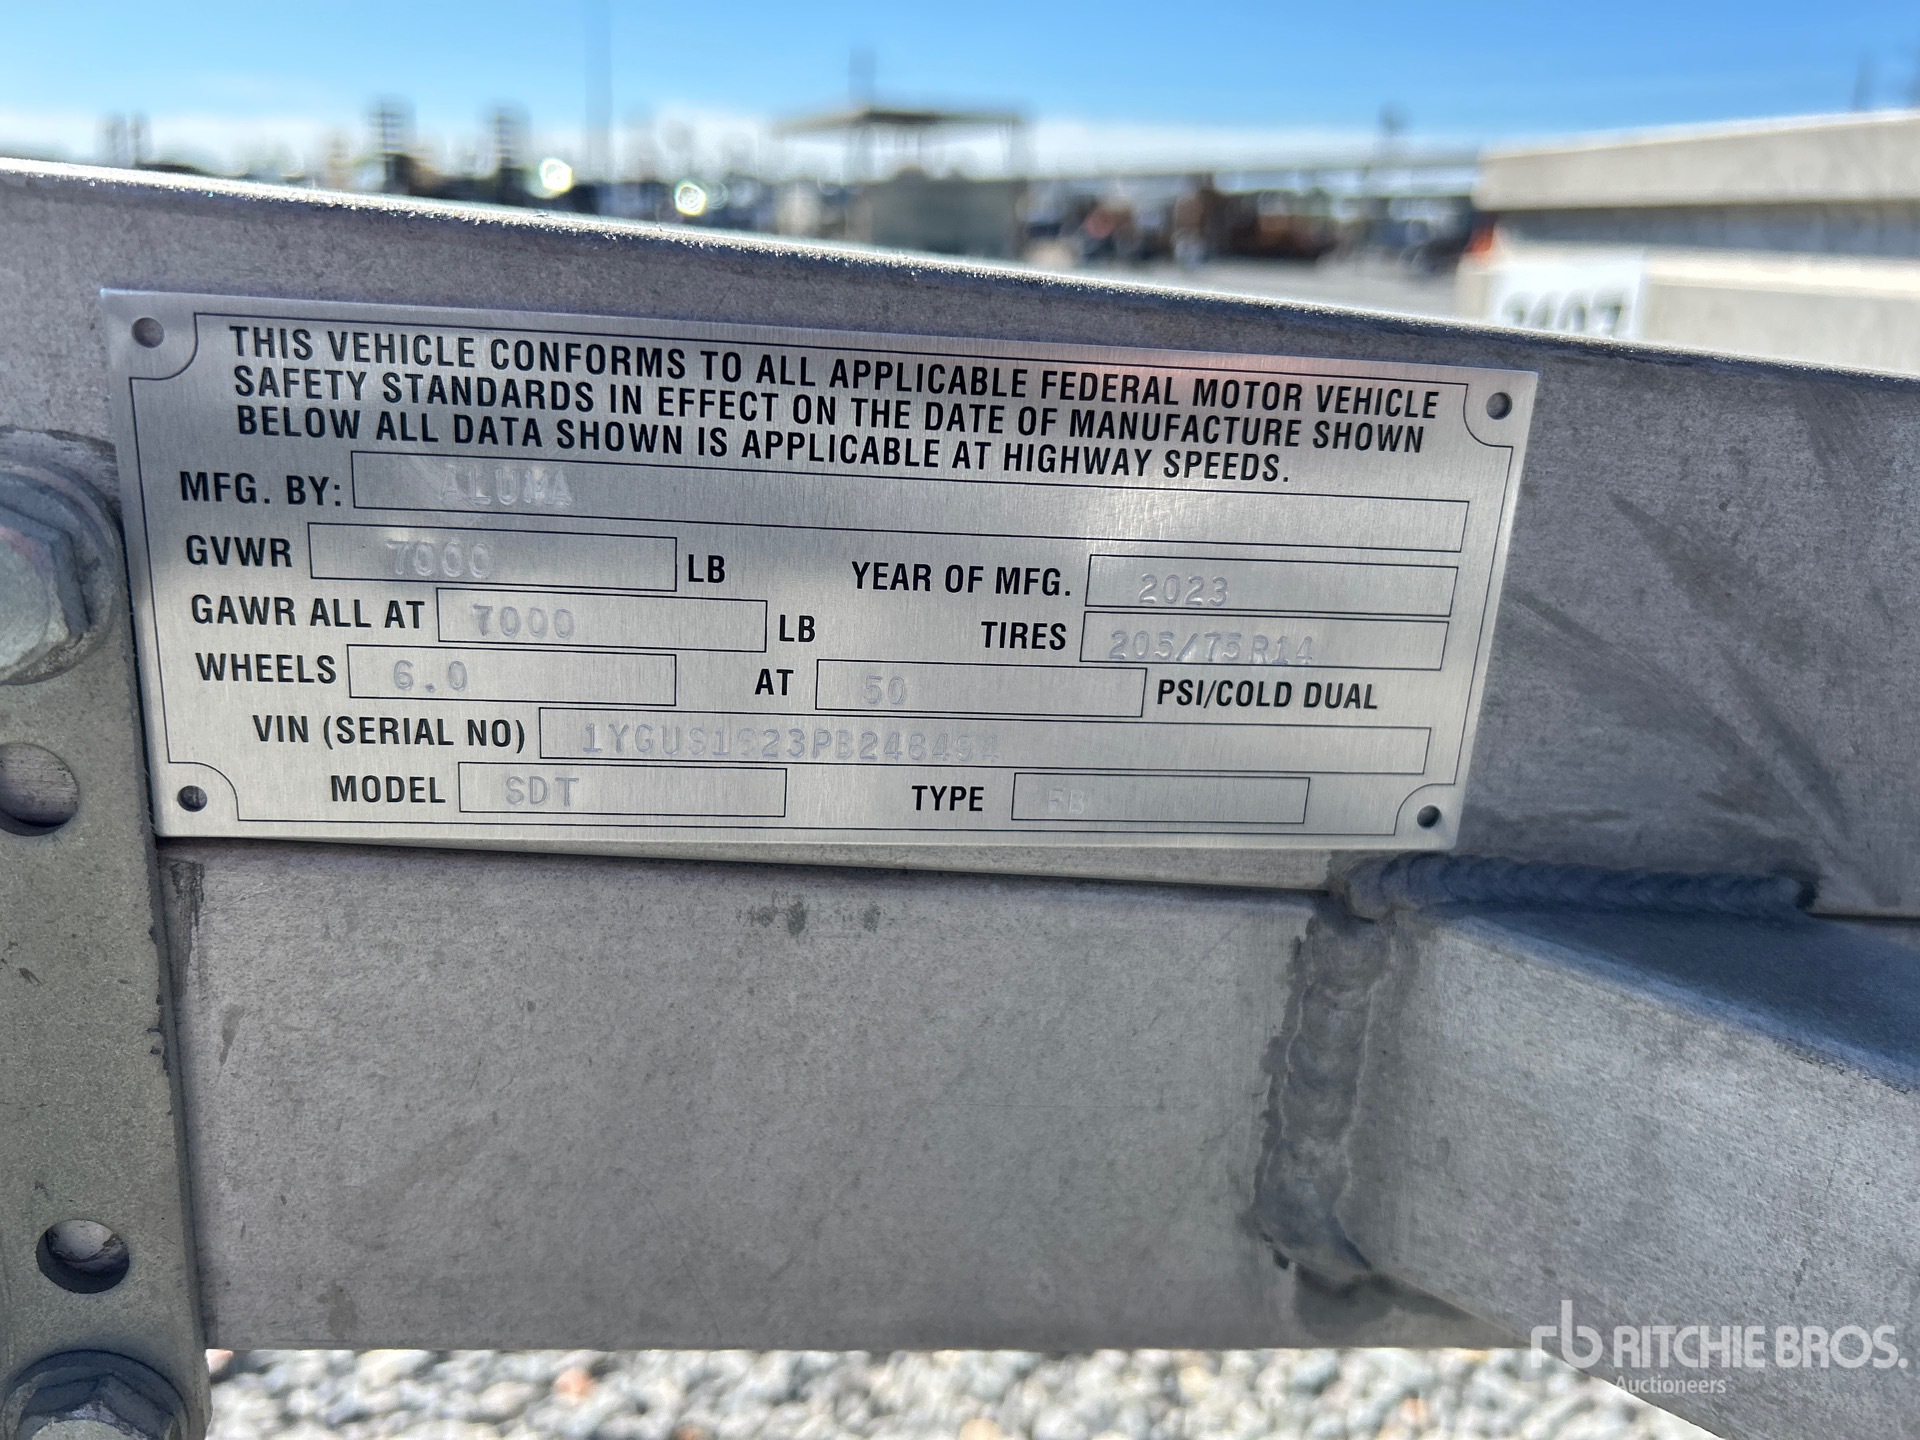 THIS VEHICLE CONFORMS TO ALL APPLICABLE FEDERAL MOTOR VEHICLE
SAFETY STANDARDS IN EFFECT ON THE DATE OF MANUFACTURE SHOWN
BELOW ALL DATA SHOWN IS APPLICABLE AT HIGHWAY SPEEDS.
MFG. BY: ALUMA
GVWR 7000 LB YEAR OF MFG. 2023
GAWR ALL AT 7000 LB TIRES 205/75R14
WHEELS 6.0 AT 50 PSI/COLD DUAL
VIN (SERIAL NO)
MODEL SDT TYPE
rb RITCHIE BROS.
Auctioneers